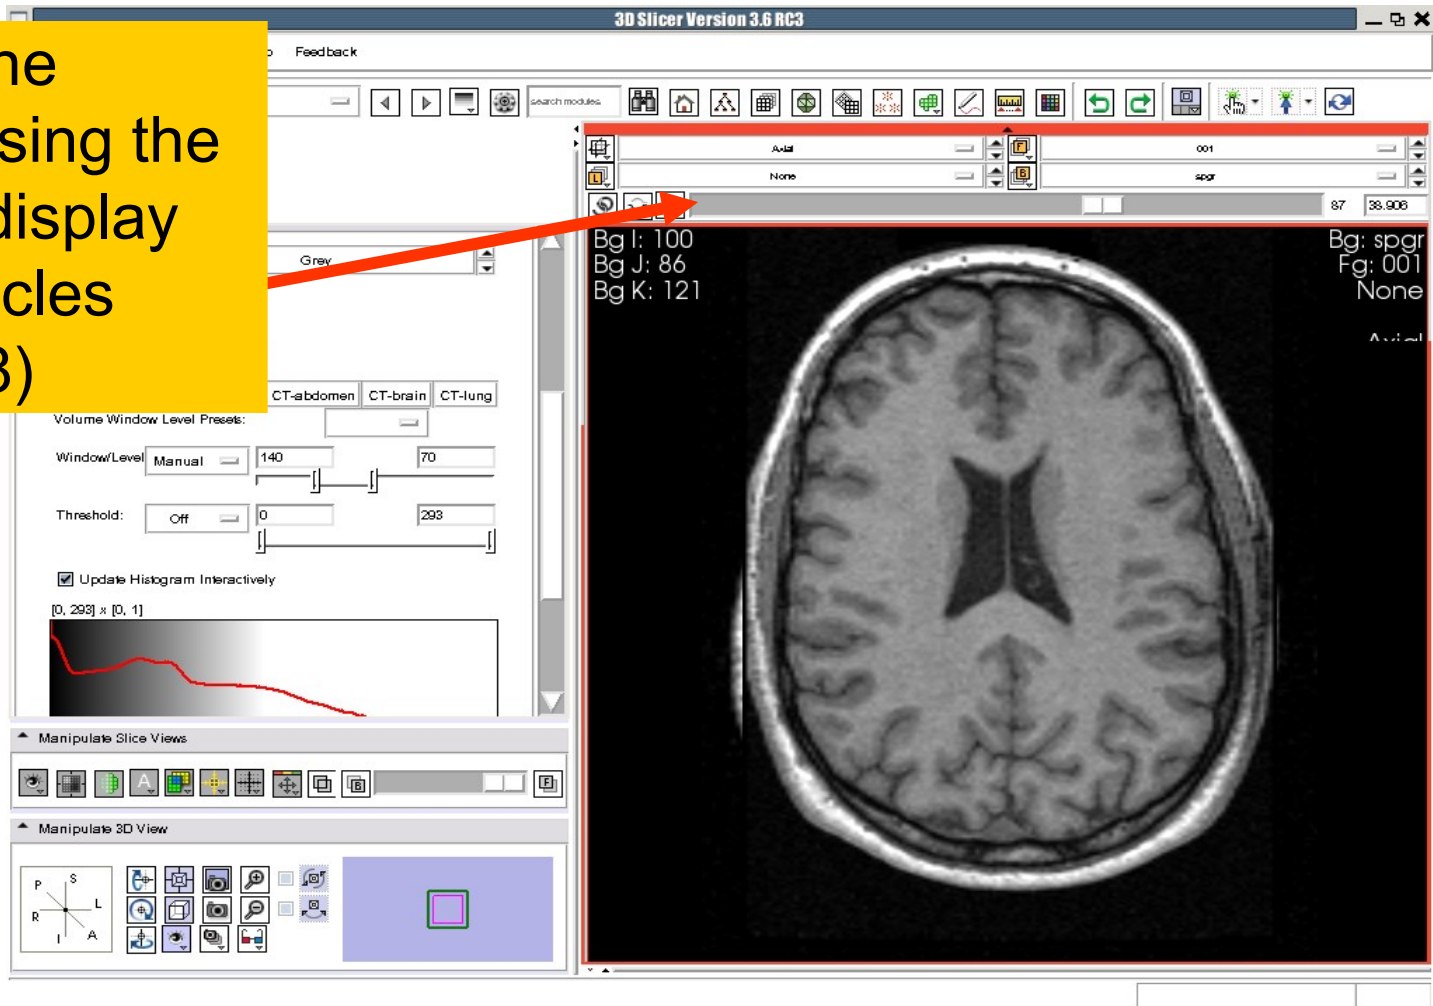 3D Slicer Version 3.6 RC3
Feedback
ne
sing the
display
cles
3)
search modules
Axial
F
001
L
None
B
spgr
87
38.906
Bg I: 100
Bg J: 86
Bg K: 121
Bg: spgr
Fg: 001
None
Axial
Grey
CT-abdomen
CT-brain
CT-lung
Volume Window Level Presets:
Window/Level
Manual
140
70
Threshold:
Off
0
293
Update Histogram Interactively
[0, 293] x [0, 1]
Manipulate Slice Views
A
B
F
Manipulate 3D View
P
S
L
R
I
A